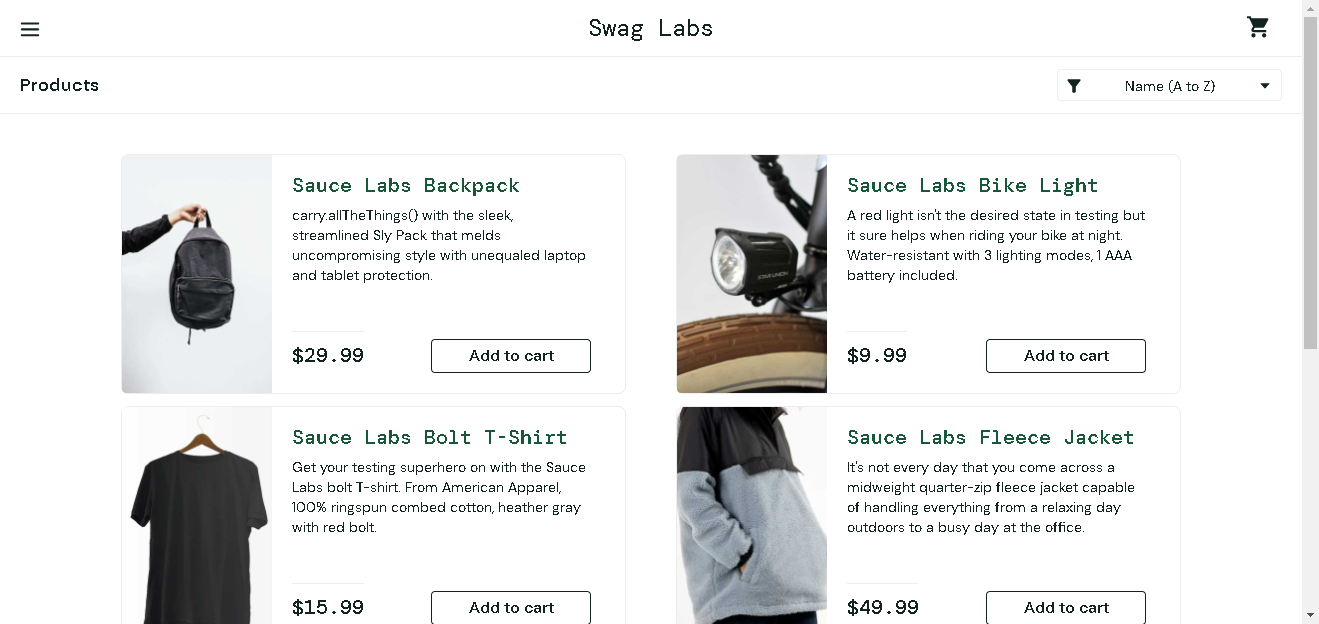 Swag Labs
Products
Name (A to Z)
Sauce Labs Backpack
carry.allTheThings() with the sleek,
streamlined Sly Pack that melds
uncompromising style with unequaled laptop
and tablet protection.
$29.99
Add to cart
Sauce Labs Bike Light
A red light isn't the desired state in testing but
it sure helps when riding your bike at night.
Water-resistant with 3 lighting modes, 1 AAA
battery included.
$9.99
Add to cart
Sauce Labs Bolt T-Shirt
Get your testing superhero on with the Sauce
Labs bolt T-shirt. From American Apparel,
100% ringspun combed cotton, heather gray
with red bolt.
$15.99
Add to cart
Sauce Labs Fleece Jacket
It's not every day that you come across a
midweight quarter-zip fleece jacket capable
of handling everything from a relaxing day
outdoors to a busy day at the office.
$49.99
Add to cart